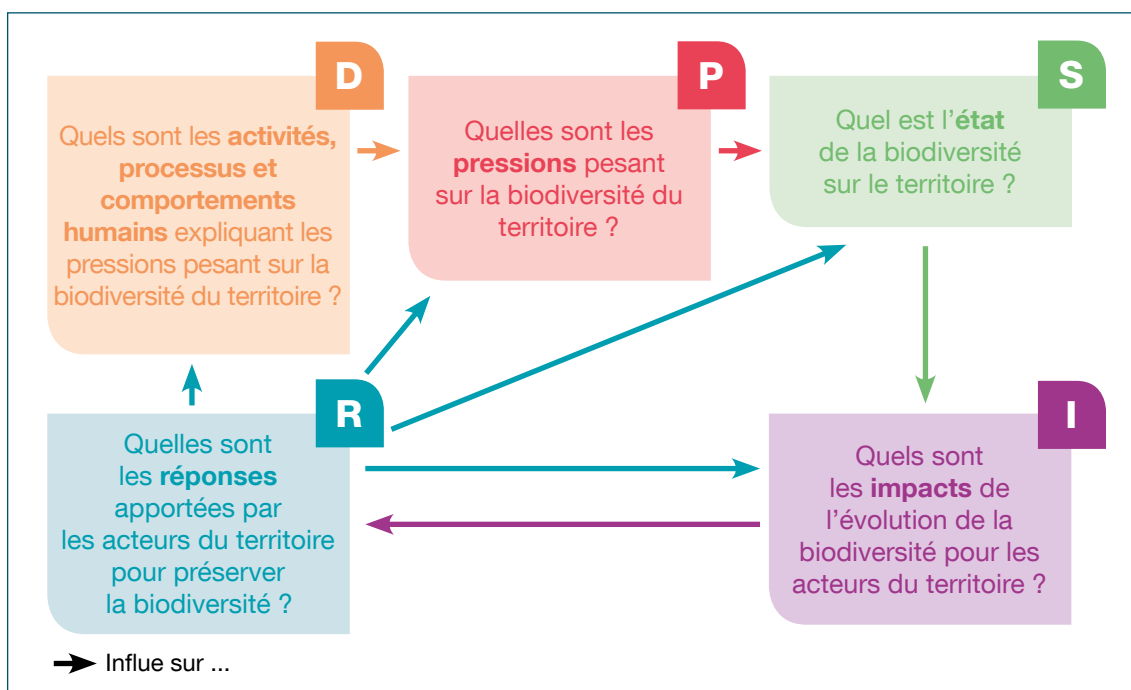 D
Quels sont les activités,
processus et
comportements
humains expliquant les
pressions pesant sur la
biodiversité du territoire ?
P
Quelles sont les
pressions pesant
sur la biodiversité du
territoire ?
S
Quel est l'état
de la biodiversité
sur le territoire ?
R
Quelles sont
les réponses
apportées par
les acteurs du territoire
pour préserver
la biodiversité ?
I
Quels sont
les impacts de
l'évolution de la
biodiversité pour les
acteurs du territoire ?
Influe sur ...